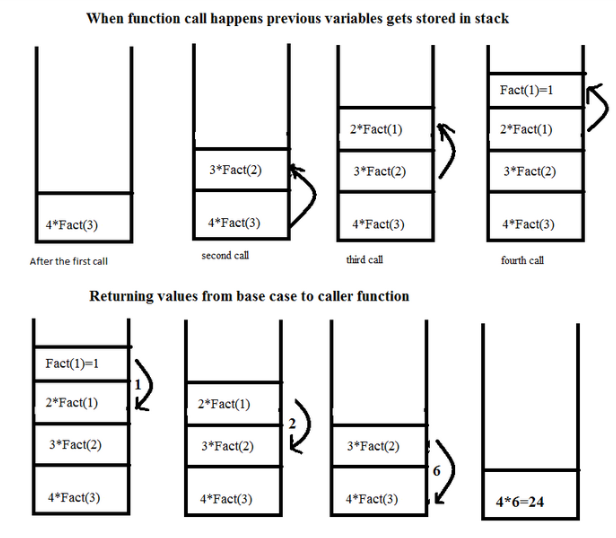 When function call happens previous variables gets stored in stack
4*Fact(3)
After the first call
3*Fact(2)
4*Fact(3)
second call
2*Fact(1)
3*Fact(2)
4*Fact(3)
third call
Fact(1)=1
2*Fact(1)
3*Fact(2)
4*Fact(3)
fourth call
Returning values from base case to caller function
Fact(1)=1
1
2*Fact(1)
3*Fact(2)
4*Fact(3)
2*Fact(1)
2
3*Fact(2)
4*Fact(3)
3*Fact(2)
6
4*Fact(3)
4*6=24